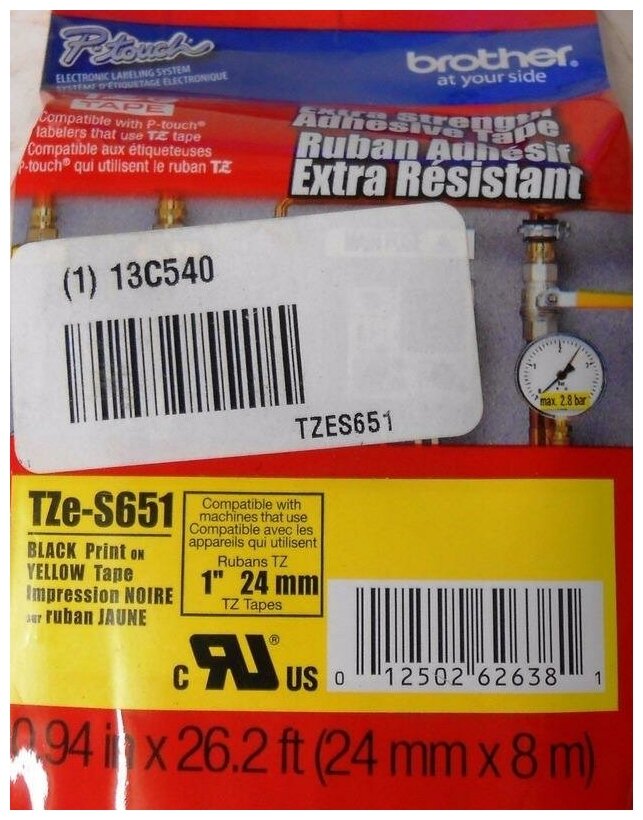 P-touch
ELECTRONIC LABELING SYSTEM
SYSTÈME D'ÉTIQUETAGE ÉLECTRONIQUE
brother®
at your side
TAPE
Compatible with P-touch®
labelers that use TZ tape
Compatible aux étiqueteuses
P-touch® qui utilisent le ruban TZ
Extra Strength
Adhesive Tape
Ruban Adhésif
Extra Résistant
(1) 13C540
TZES651
max. 2.8 bar
TZe-S651
BLACK Print ON
YELLOW Tape
Impression NOIRE
sur ruban JAUNE
Compatible with
machines that use
Compatible avec les
appareils qui utilisent
Rubans TZ
1" 24 mm
TZ Tapes
C RU® US
0 12502 62638 1
0.94 in x 26.2 ft (24 mm x 8 m)